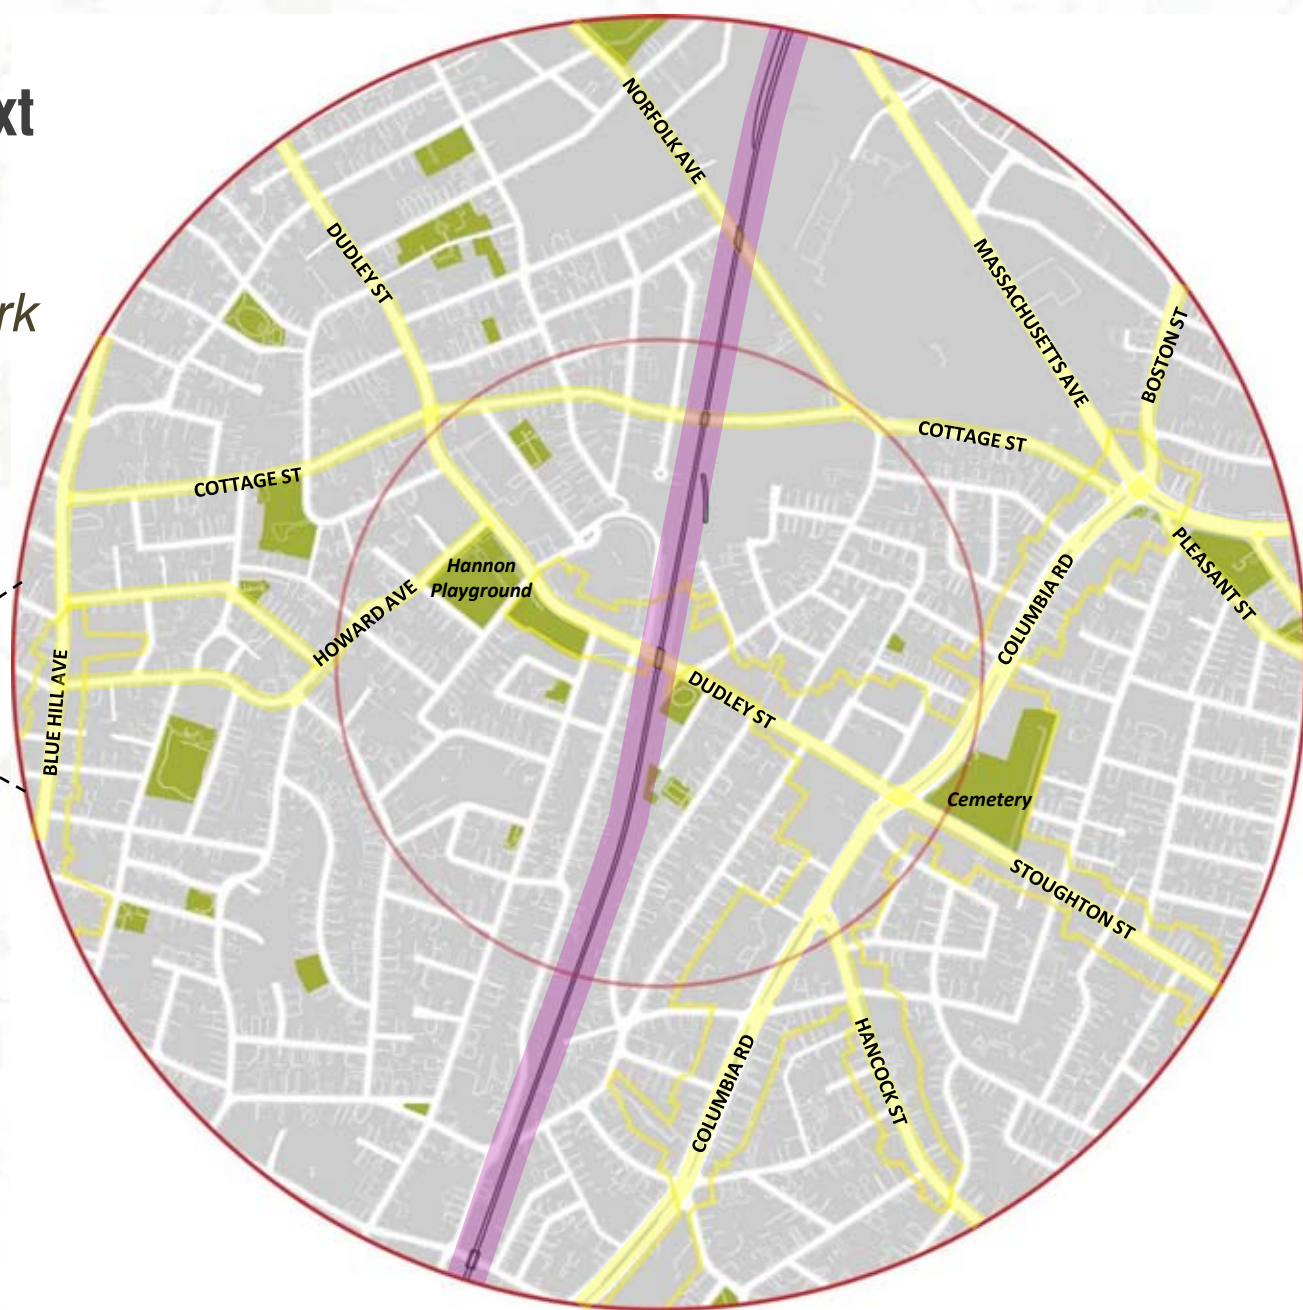 xt
rk
NORFOLK AVE
DUDLEY ST
MASSACHUSETTS AVE
BOSTON ST
COTTAGE ST
COTTAGE ST
PLEASANT ST
Hannon
Playground
HOWARD AVE
COLUMBIA RD
BLUE HILL AVE
DUDLEY ST
Cemetery
STOUGHTON ST
HANCOCK ST
COLUMBIA RD